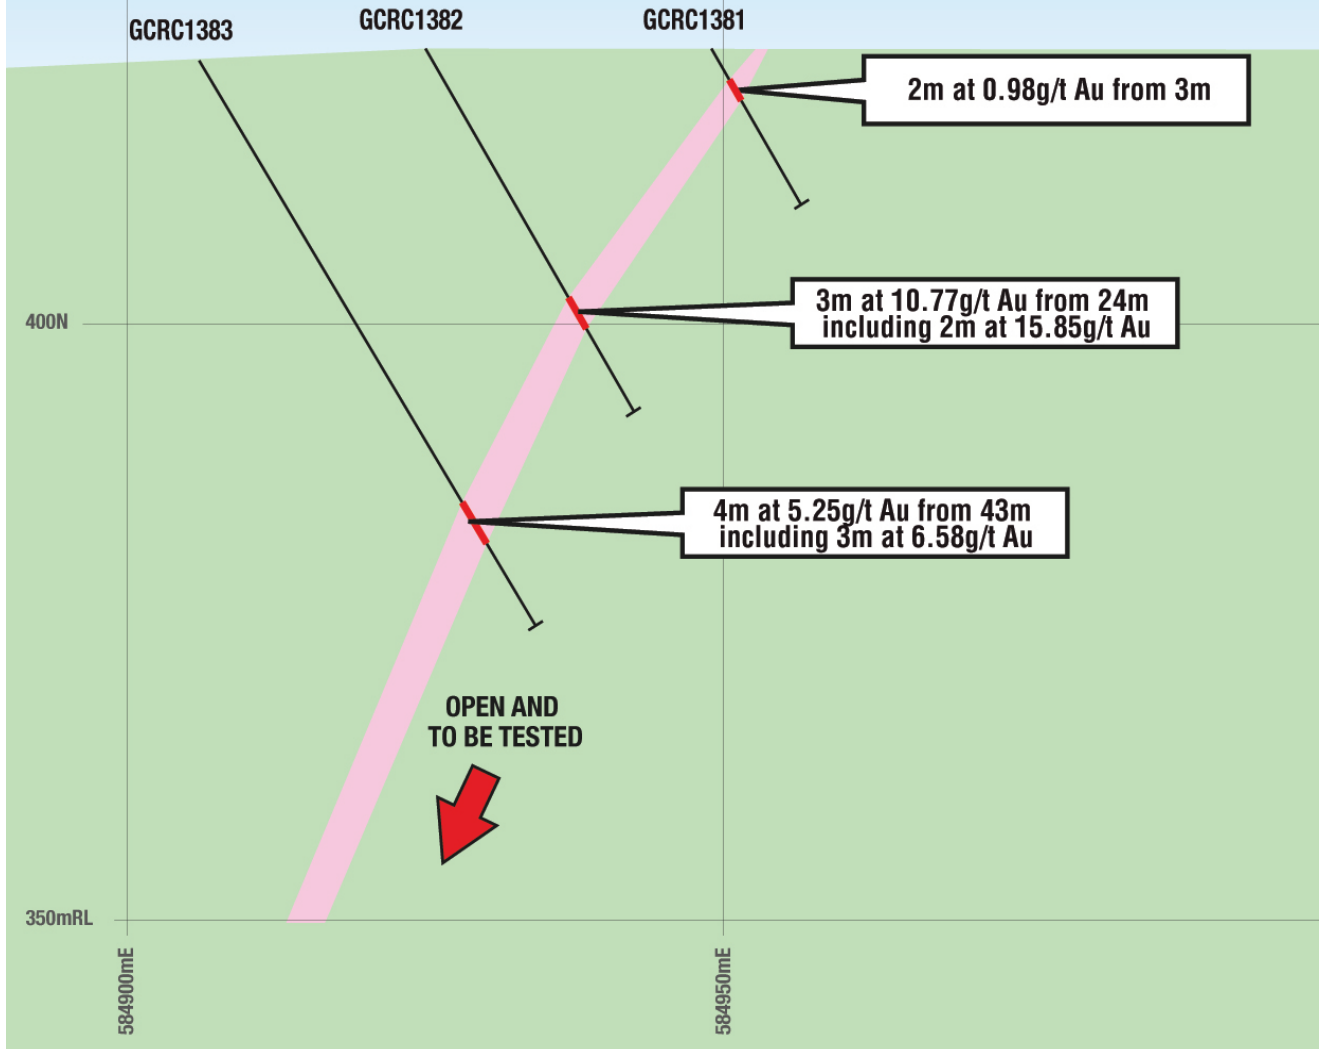 GCRC1383
GCRC1382
GCRC1381
2m at 0.98g/t Au from 3m
3m at 10.77g/t Au from 24m
including 2m at 15.85g/t Au
400N
4m at 5.25g/t Au from 43m
including 3m at 6.58g/t Au
OPEN AND
TO BE TESTED
350mRL
584900mE
584950mE